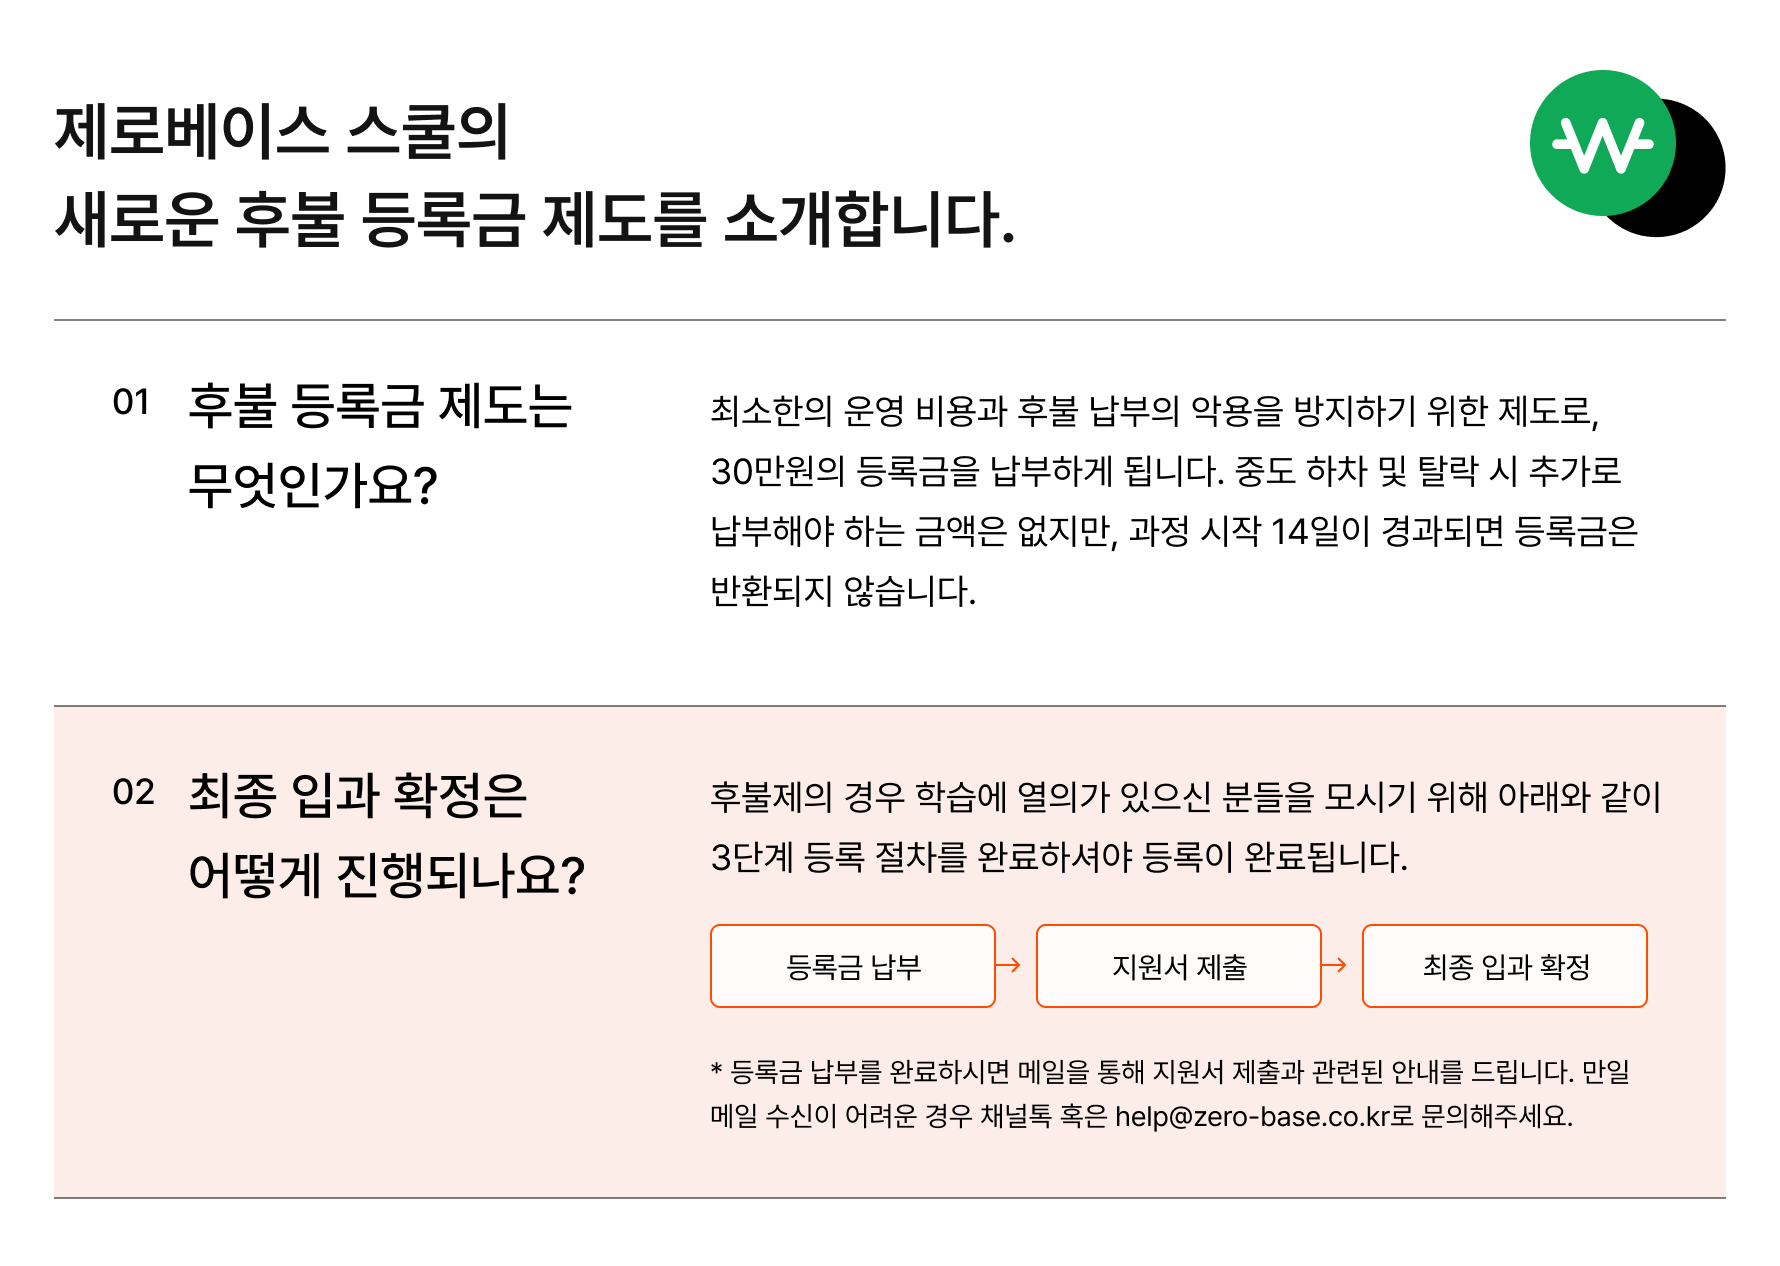 제로베이스 스쿨의
새로운 후불 등록금 제도를 소개합니다.
01
후불 등록금 제도는
무엇인가요?
최소한의 운영 비용과 후불 납부의 악용을 방지하기 위한 제도로,
30만원의 등록금을 납부하게 됩니다. 중도 하차 및 탈락 시 추가로
납부해야 하는 금액은 없지만, 과정 시작 14일이 경과되면 등록금은
반환되지 않습니다.
02
최종 입과 확정은
어떻게 진행되나요?
후불제의 경우 학습에 열의가 있으신 분들을 모시기 위해 아래와 같이
3단계 등록 절차를 완료하셔야 등록이 완료됩니다.
등록금 납부
지원서 제출
최종 입과 확정
* 등록금 납부를 완료하시면 메일을 통해 지원서 제출과 관련된 안내를 드립니다. 만일
메일 수신이 어려운 경우 채널톡 혹은 help@zero-base.co.kr로 문의해주세요.